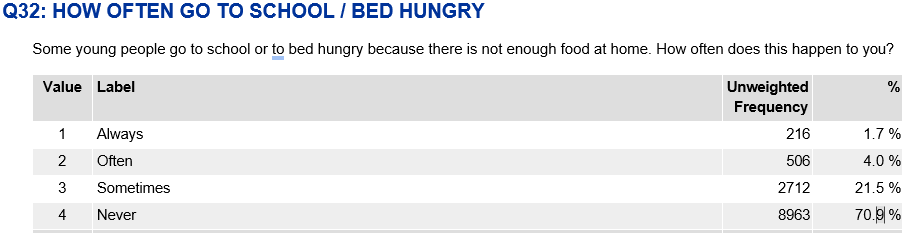 Q32: HOW OFTEN GO TO SCHOOL / BED HUNGRY
Some young people go to school or to bed hungry because there is not enough food at home. How often does this happen to you?
Value Label Unweighted Frequency %
1 Always 216 1.7 %
2 Often 506 4.0 %
3 Sometimes 2712 21.5 %
4 Never 8963 70.9 %